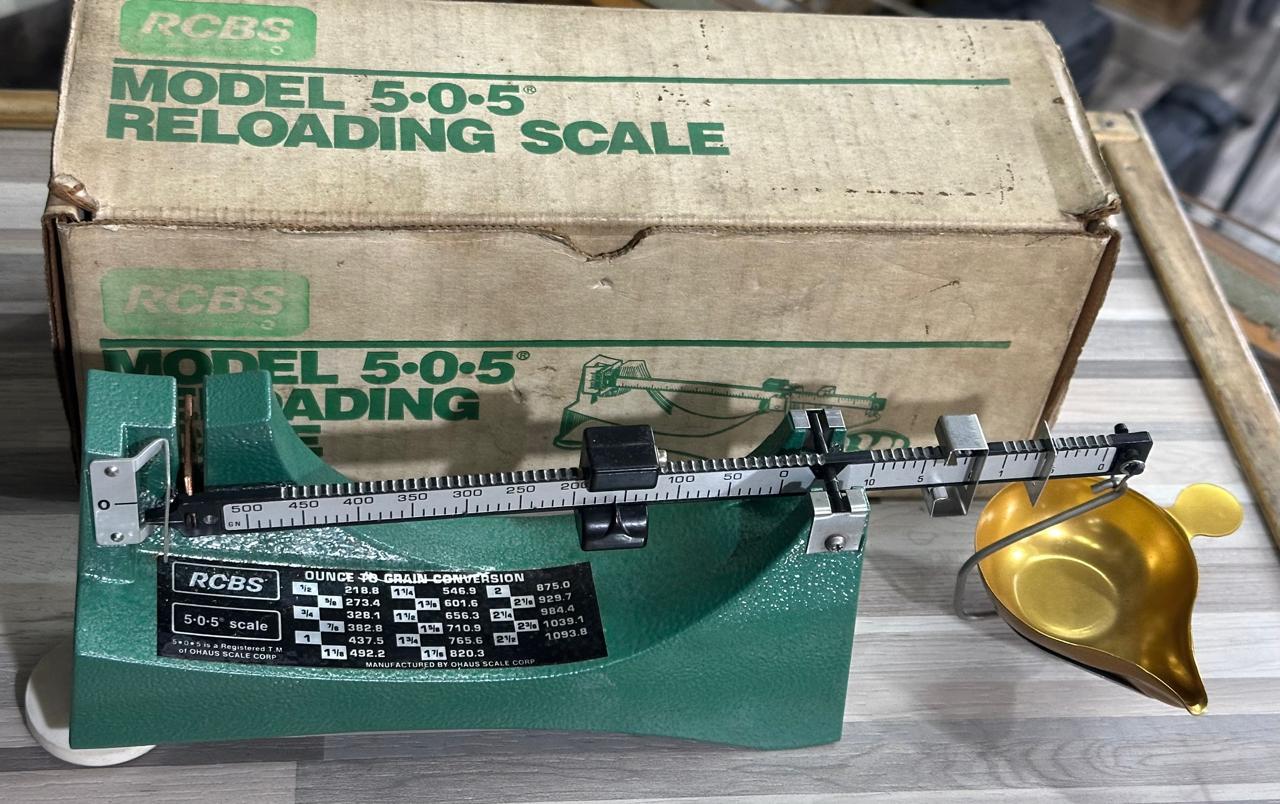 RCBS
MODEL 5•0•5®
RELOADING SCALE
RCBS
MODEL 5•0•5®
ADING
E
0
500 450 400 350 300 250 200 100 50 0 10 5 1 0
GN
RCBS
5•0•5® scale
5•0•5 is a Registered T.M
of OHAUS SCALE CORP
OUNCE TO GRAIN CONVERSION
1/2 218.8 1 1/4 546.9 2 875.0
5/8 273.4 1 3/8 601.6 2 1/8 929.7
3/4 328.1 1 1/2 656.3 2 1/4 984.4
7/8 382.8 1 5/8 710.9 2 3/8 1039.1
1 437.5 1 3/4 765.6 2 1/2 1093.8
1 1/8 492.2 1 7/8 820.3
MANUFACTURED BY OHAUS SCALE CORP